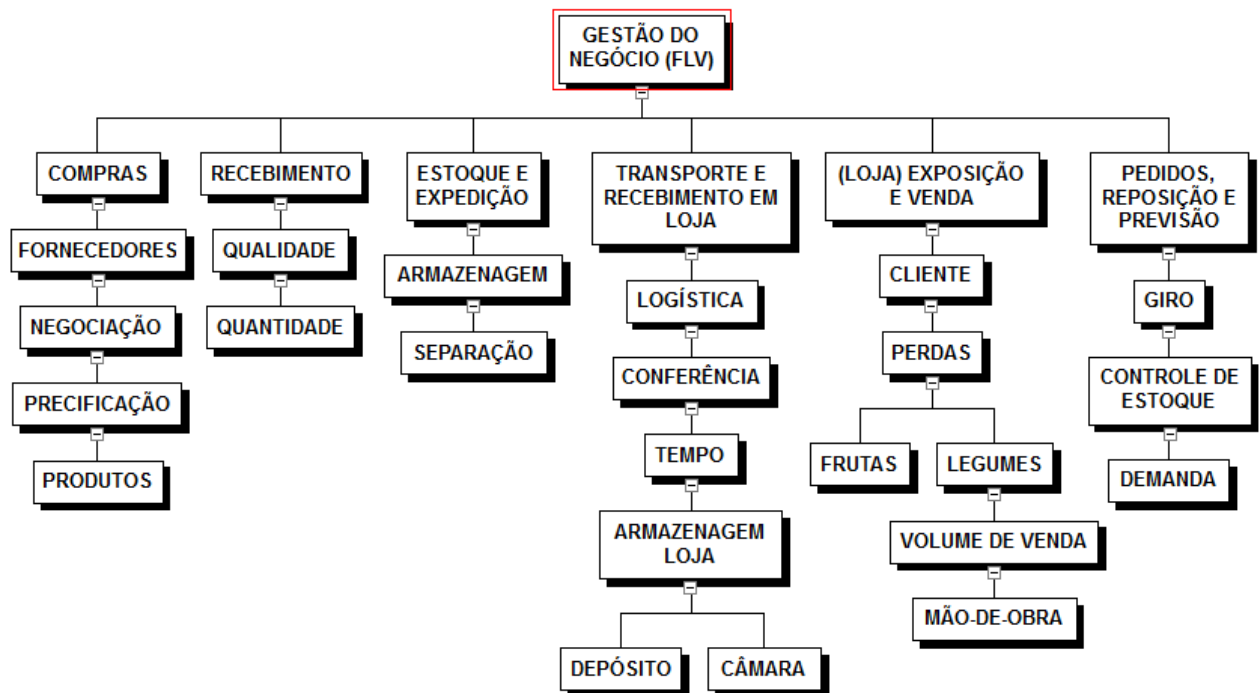 GESTÃO DO
NEGÓCIO (FLV)
COMPRAS
FORNECEDORES
NEGOCIAÇÃO
PRECIFICAÇÃO
PRODUTOS
RECEBIMENTO
QUALIDADE
QUANTIDADE
ESTOQUE E
EXPEDIÇÃO
ARMAZENAGEM
SEPARAÇÃO
TRANSPORTE E
RECEBIMENTO EM
LOJA
LOGÍSTICA
CONFERÊNCIA
TEMPO
ARMAZENAGEM
LOJA
DEPÓSITO
CÂMARA
(LOJA) EXPOSIÇÃO
E VENDA
CLIENTE
PERDAS
FRUTAS
LEGUMES
VOLUME DE VENDA
MÃO-DE-OBRA
PEDIDOS,
REPOSIÇÃO E
PREVISÃO
GIRO
CONTROLE DE
ESTOQUE
DEMANDA